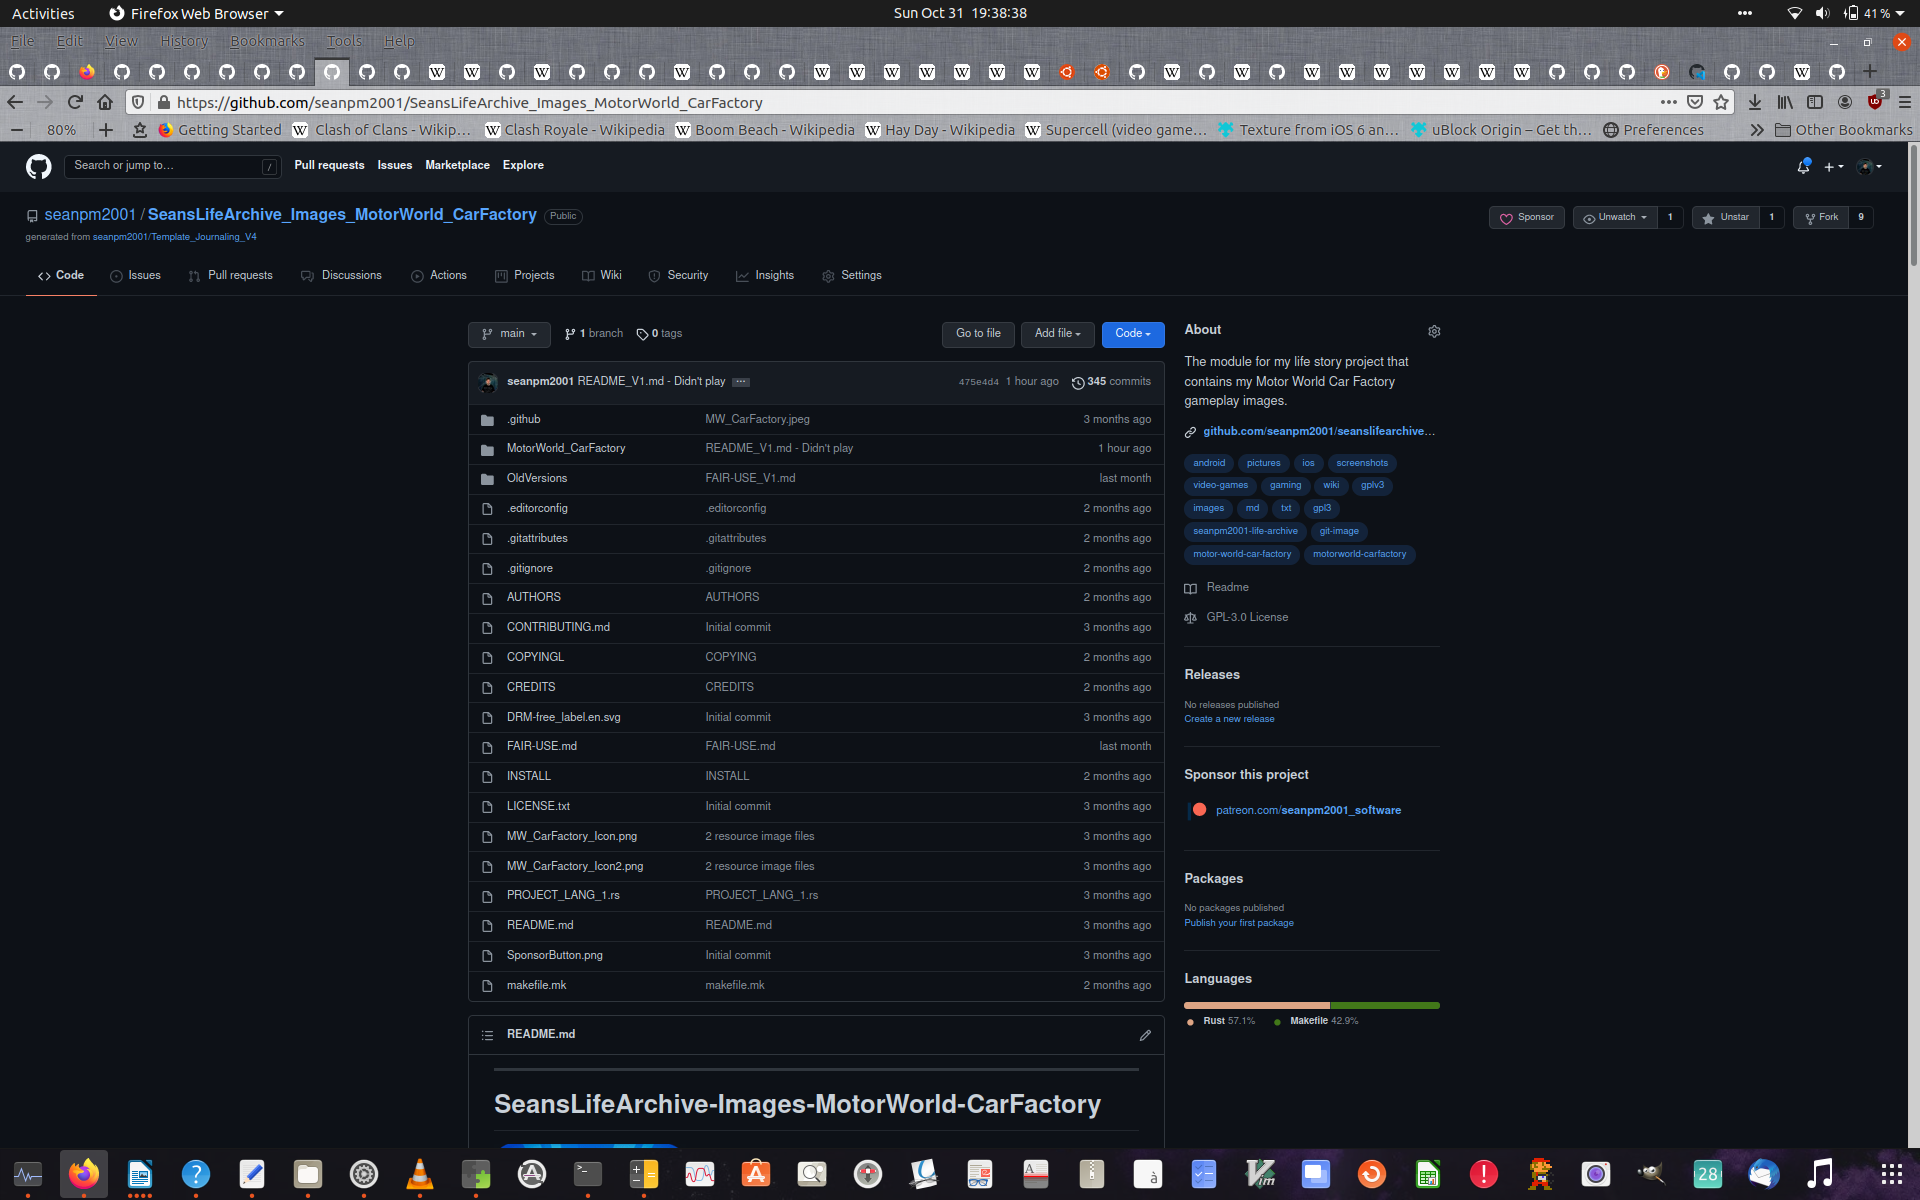 Activities Firefox Web Browser Sun Oct 31 19:38:38 41 %
File Edit View History Bookmarks Tools Help
https://github.com/seanpm2001/SeansLifeArchive_Images_MotorWorld_CarFactory 3
80% Getting Started Clash of Clans - Wikip… Clash Royale - Wikipedia Boom Beach - Wikipedia Hay Day - Wikipedia Supercell (video game… Texture from iOS 6 an… uBlock Origin – Get th… Preferences Other Bookmarks
Search or jump to… / Pull requests Issues Marketplace Explore
seanpm2001 / SeansLifeArchive_Images_MotorWorld_CarFactory Public Sponsor Unwatch 1 Unstar 1 Fork 9
generated from seanpm2001/Template_Journaling_V4
Code Issues Pull requests Discussions Actions Projects Wiki Security Insights Settings
main 1 branch 0 tags Go to file Add file Code
seanpm2001 README_V1.md - Didn't play ... 475e4d4 1 hour ago 345 commits
.github MW_CarFactory.jpeg 3 months ago
MotorWorld_CarFactory README_V1.md - Didn't play 1 hour ago
OldVersions FAIR-USE_V1.md last month
.editorconfig .editorconfig 2 months ago
.gitattributes .gitattributes 2 months ago
.gitignore .gitignore 2 months ago
AUTHORS AUTHORS 2 months ago
CONTRIBUTING.md Initial commit 3 months ago
COPYINGL COPYING 2 months ago
CREDITS CREDITS 2 months ago
DRM-free_label.en.svg Initial commit 3 months ago
FAIR-USE.md FAIR-USE.md last month
INSTALL INSTALL 2 months ago
LICENSE.txt Initial commit 3 months ago
MW_CarFactory_Icon.png 2 resource image files 3 months ago
MW_CarFactory_Icon2.png 2 resource image files 3 months ago
PROJECT_LANG_1.rs PROJECT_LANG_1.rs 3 months ago
README.md README.md 3 months ago
SponsorButton.png Initial commit 3 months ago
makefile.mk makefile.mk 2 months ago
README.md
SeansLifeArchive-Images-MotorWorld-CarFactory
About
The module for my life story project that
contains my Motor World Car Factory
gameplay images.
github.com/seanpm2001/seanslifearchive…
android pictures ios screenshots
video-games gaming wiki gplv3
images md txt gpl3
seanpm2001-life-archive git-image
motor-world-car-factory motorworld-carfactory
Readme
GPL-3.0 License
Releases
No releases published
Create a new release
Sponsor this project
patreon.com/seanpm2001_software
Packages
No packages published
Publish your first package
Languages
Rust 57.1% Makefile 42.9%
28